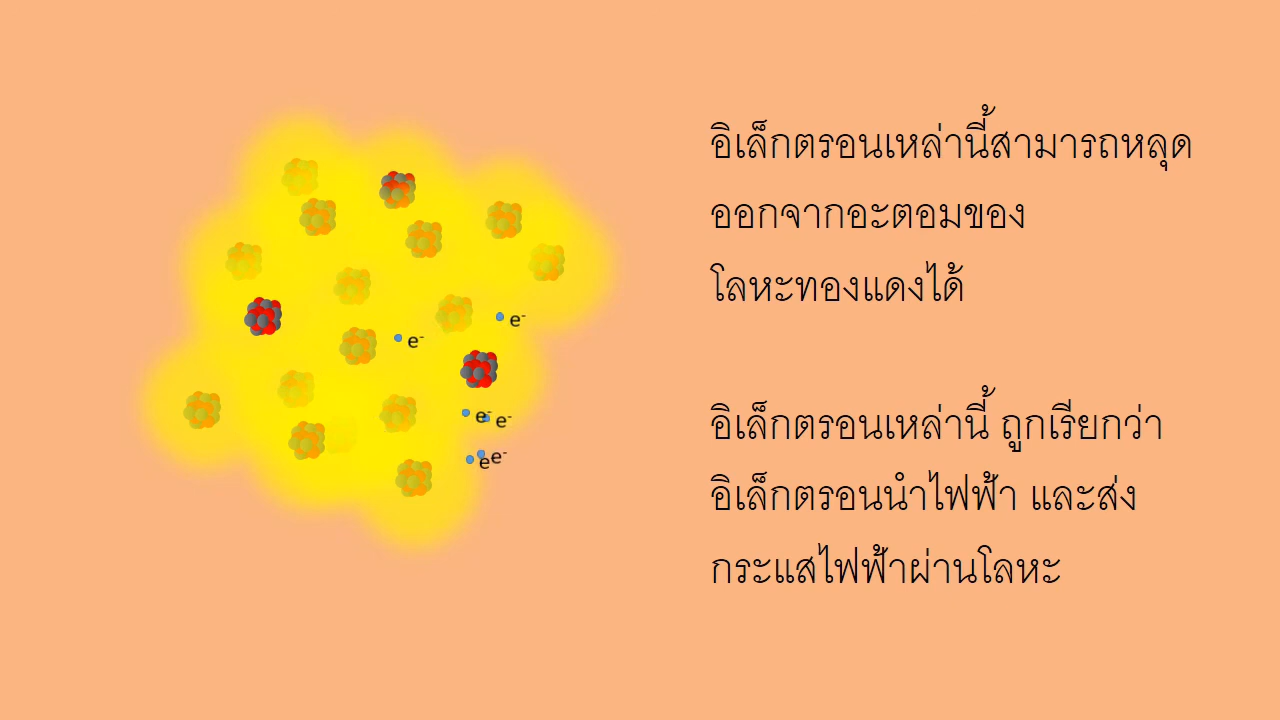 อิเล็กตรอนเหล่านี้สามารถหลุด
ออกจากอะตอมของ
โลหะทองแดงได้
อิเล็กตรอนเหล่านี้ ถูกเรียกว่า
อิเล็กตรอนนำไฟฟ้า และส่ง
กระแสไฟฟ้าผ่านโลหะ
e-
e-
e- e-
e- e-